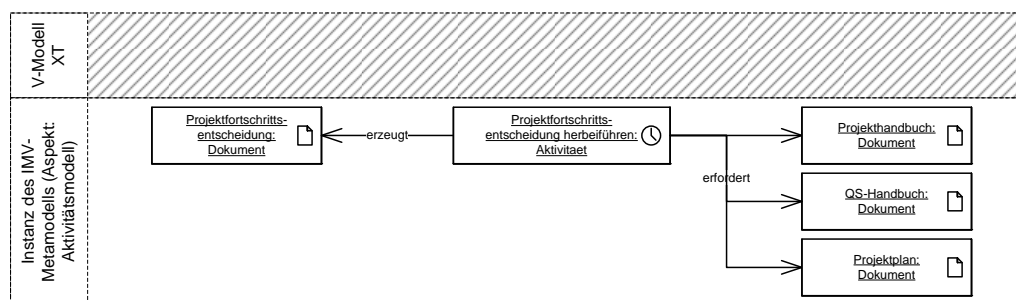 V-Modell
XT
Instanz des IMV-
Metamodells (Aspekt:
Aktivitätsmodell)
Projektfortschritts-
entscheidung:
Dokument
erzeugt
Projektfortschritts-
entscheidung herbeiführen:
Aktivitaet
erfordert
Projekthandbuch:
Dokument
QS-Handbuch:
Dokument
Projektplan:
Dokument